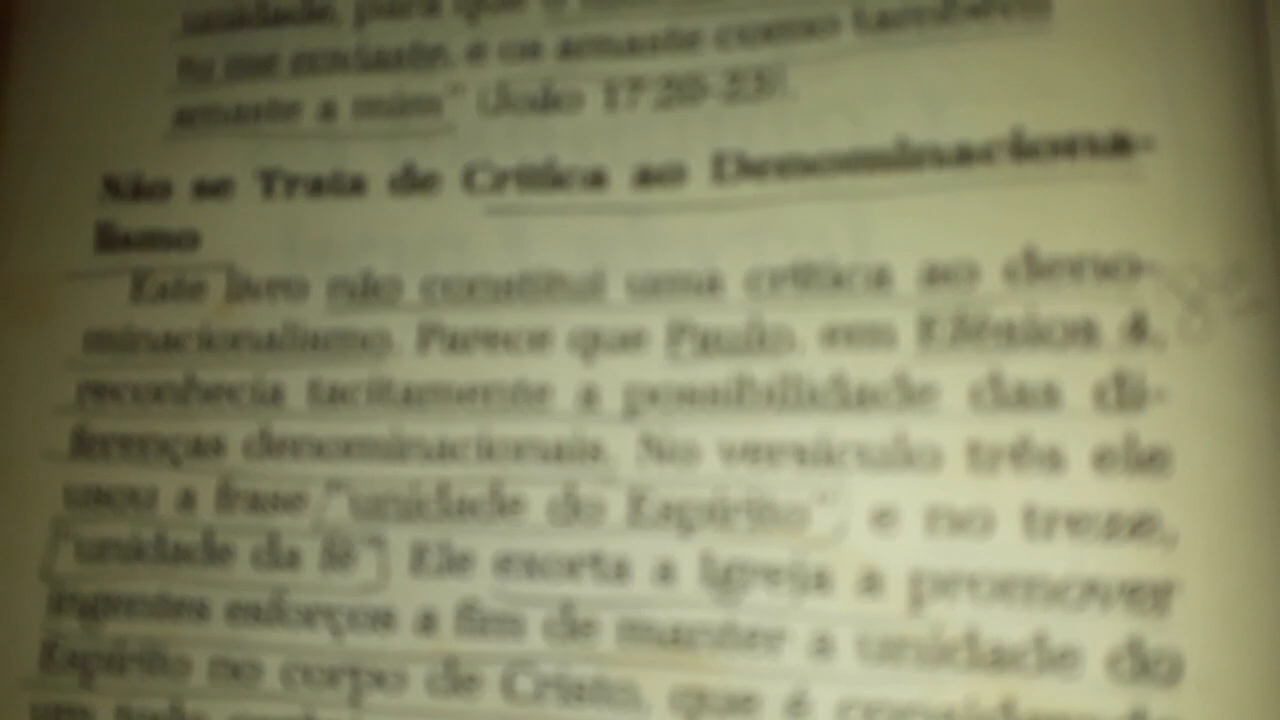 unidade, para que o
tu me enviaste, e os amaste como também
amaste a mim" (João 17:20-23).
Não se Trata de Crítica ao Denominaciona-
lismo
Este livro não constitui uma crítica ao deno-
minacionalismo. Parece que Paulo, em Efésios 4,
reconhecia tacitamente a possibilidade das di-
ferenças denominacionais. No versículo três ele
usou a frase "unidade do Espírito", e no treze,
"unidade da fé". Ele exorta a Igreja a promover
ingentes esforços a fim de manter a unidade do
Espírito no corpo de Cristo, que é
um todo